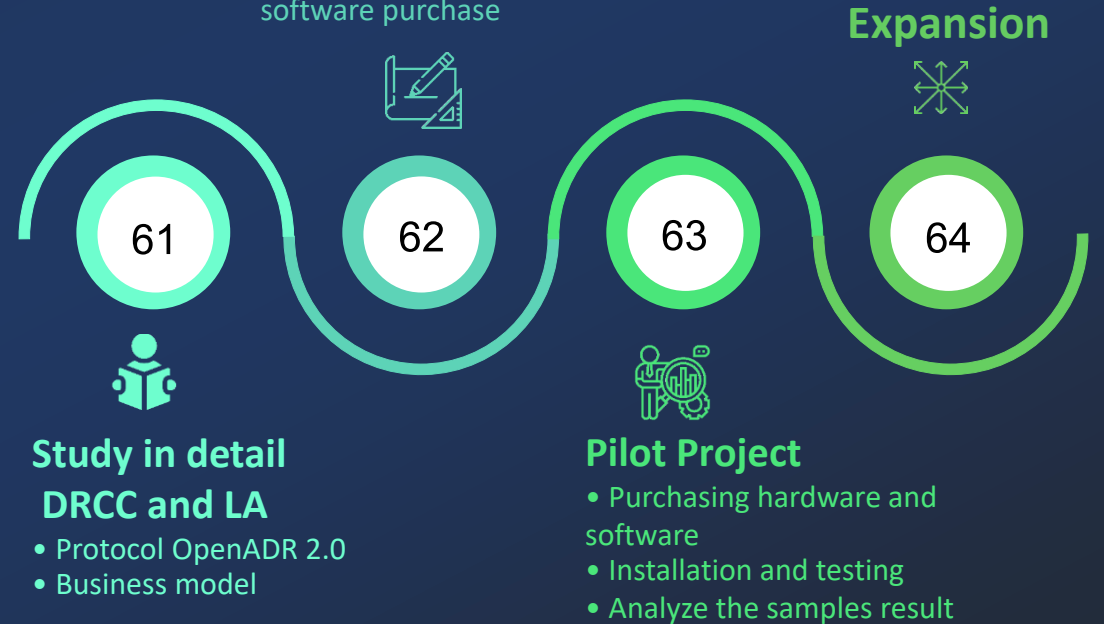 software purchase
Expansion
61
62
63
64
Study in detail
DRCC and LA
• Protocol OpenADR 2.0
• Business model
Pilot Project
• Purchasing hardware and
software
• Installation and testing
• Analyze the samples result